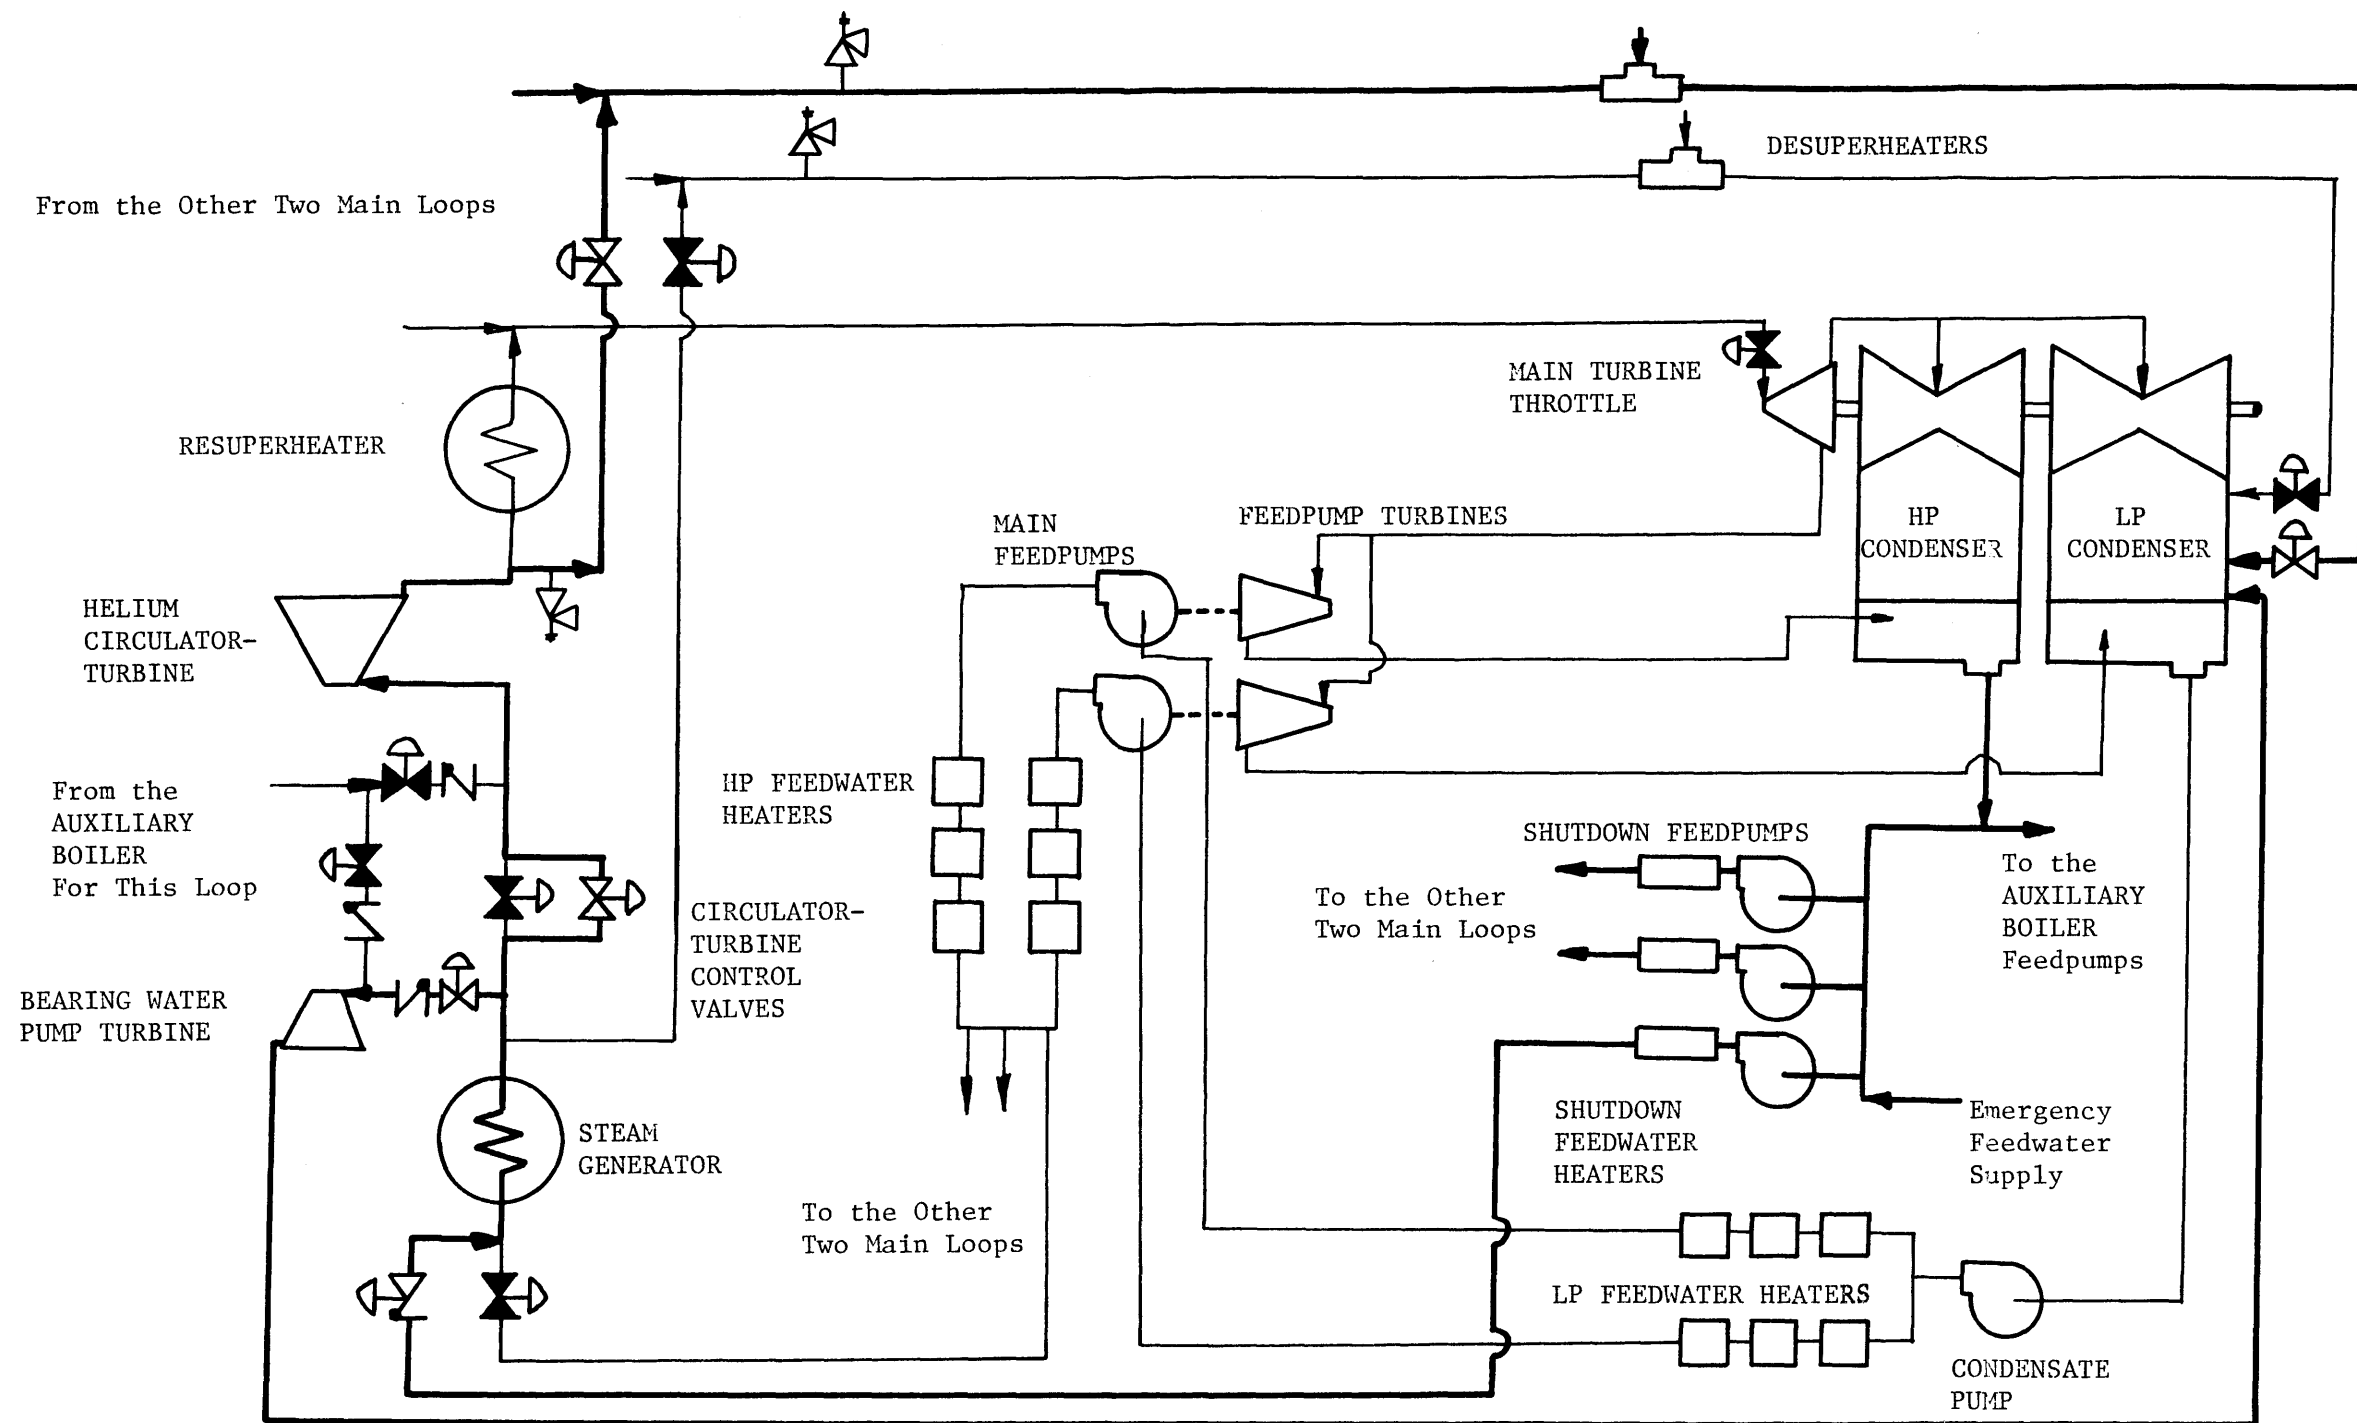 DESUPERHEATERS
From the Other Two Main Loops
MAIN TURBINE
THROTTLE
RESUPERHEATER
MAIN
FEEDPUMPS
FEEDPUMP TURBINES
HP
CONDENSER
LP
CONDENSER
HELIUM
CIRCULATOR-
TURBINE
From the
AUXILIARY
BOILER
For This Loop
HP FEEDWATER
HEATERS
SHUTDOWN FEEDPUMPS
To the Other
Two Main Loops
To the
AUXILIARY
BOILER
Feedpumps
CIRCULATOR-
TURBINE
CONTROL
VALVES
BEARING WATER
PUMP TURBINE
STEAM
GENERATOR
SHUTDOWN
FEEDWATER
HEATERS
Emergency
Feedwater
Supply
To the Other
Two Main Loops
LP FEEDWATER HEATERS
CONDENSATE
PUMP